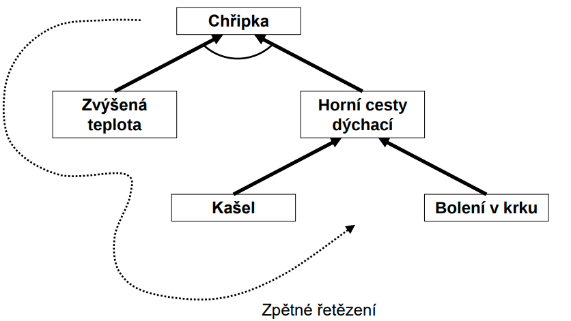 Chřipka
Zvýšená
teplota
Horní cesty
dýchací
Kašel
Bolení v krku
Zpětné řetězení